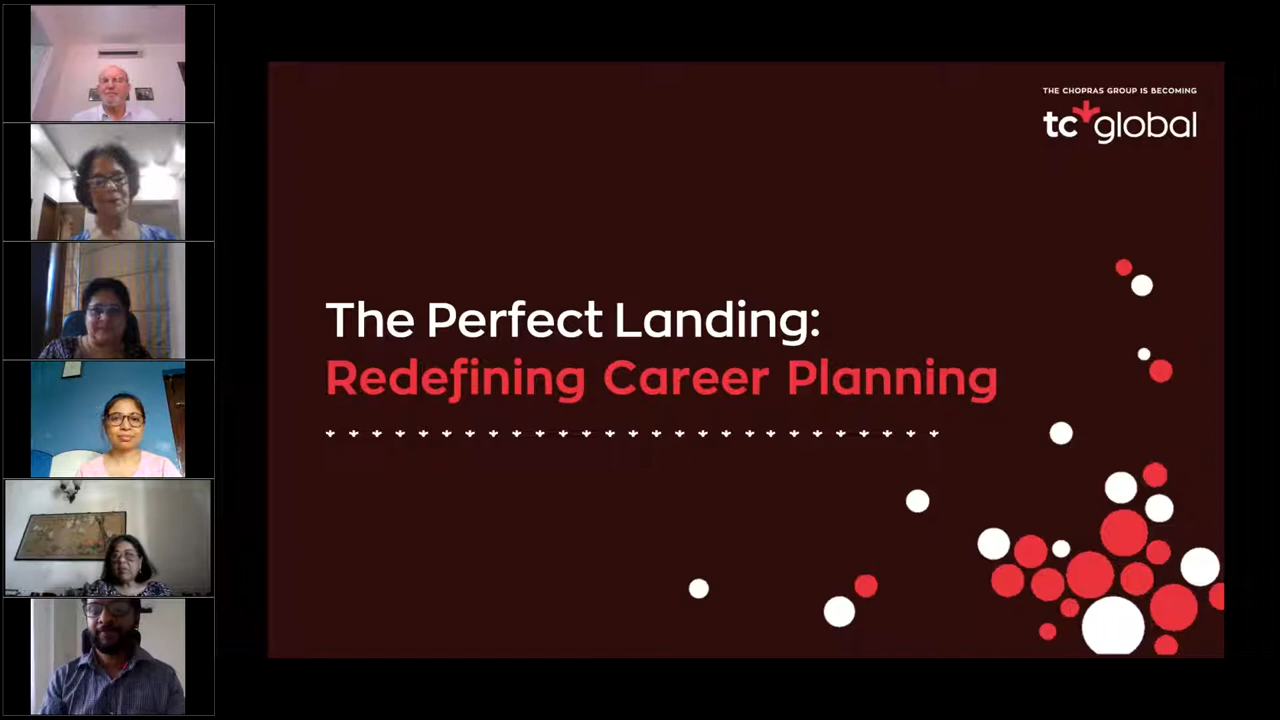 THE CHOPRAS GROUP IS BECOMING
tc global
The Perfect Landing:
Redefining Career Planning